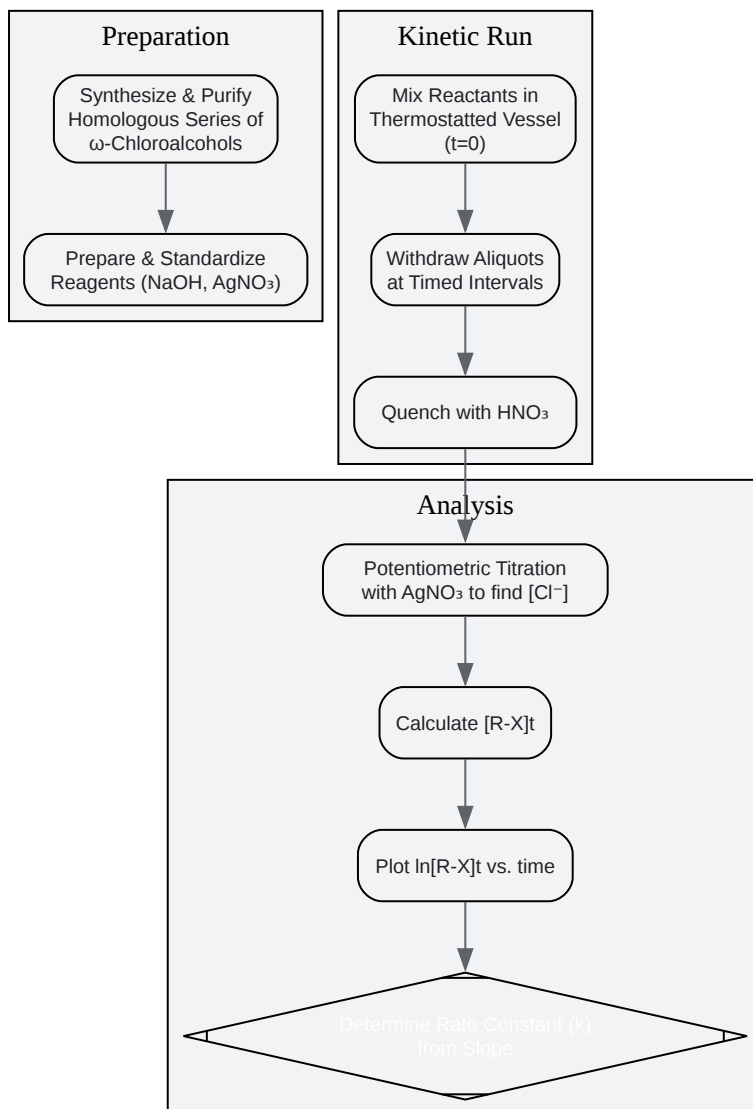 Preparation
Synthesize & Purify
Homologous Series of
ω-Chloroalcohols
Prepare & Standardize
Reagents (NaOH, AgNO₃)
Kinetic Run
Mix Reactants in
Thermostatted Vessel
(t=0)
Withdraw Aliquots
at Timed Intervals
Quench with HNO₃
Analysis
Potentiometric Titration
with AgNO₃ to find [Cl⁻]
Calculate [R-X]t
Plot ln[R-X]t vs. time
Determine Rate Constant (k)
from Slope